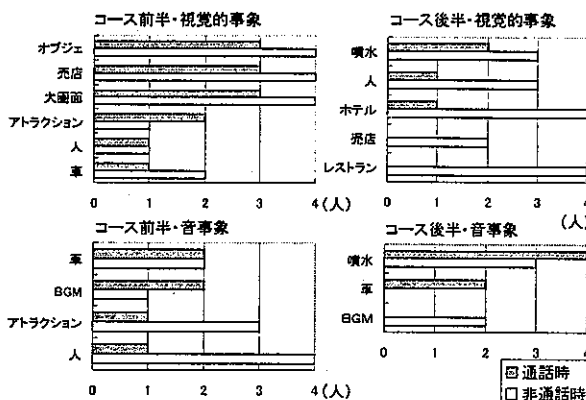 コース前半・視覚的事象
オブジェ
売店
大画面
アトラクション
人
車
0 1 2 3 4(人)
コース後半・視覚的事象
噴水
人
ホテル
売店
レストラン
0 1 2 3 4
(人)
コース前半・音事象
車
BGM
アトラクション
人
0 1 2 3 4(人)
コース後半・音事象
噴水
車
BGM
0 1 2 3 4
通話時
非通話時